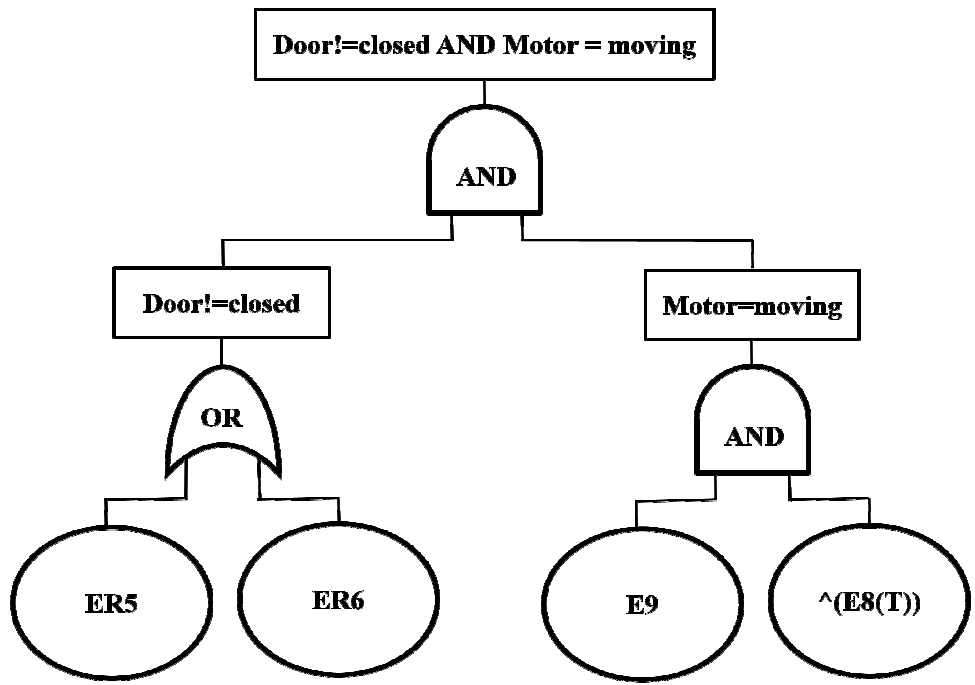 Door!=closed AND Motor = moving
AND
Door!=closed
Motor=moving
OR
AND
ER5
ER6
E9
^(E8(T))